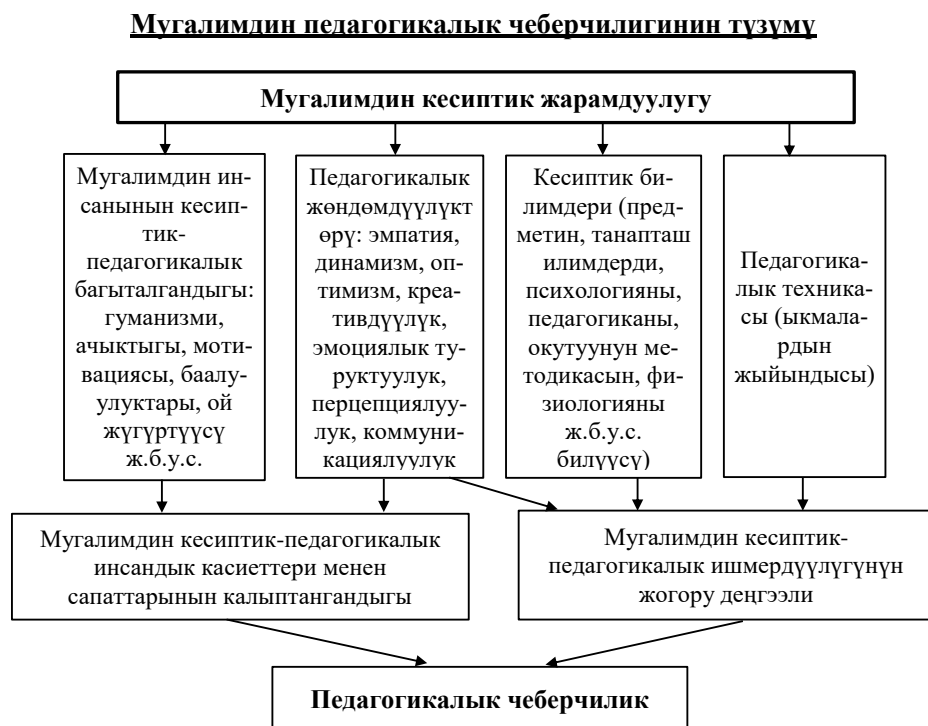 Мугалимдин педагогикалык чеберчилигинин түзүмү
Мугалимдин кесиптик жарамдуулугу
Мугалимдин ин-
санынын кесип-
тик-
педагогикалык
багыталгандыгы:
гуманизми,
ачыктыгы, моти-
вациясы, баалу-
улуктары, ой
жүгүртүүсү
ж.б.у.с.
Педагогикалык
жөндөмдүүлүкт
өрү: эмпатия,
динамизм, оп-
тимизм, креа-
тивдүүлүк,
эмоциялык ту-
руктуулук,
перцепциялуу-
лук, коммуни-
кациялуулук
Кесиптик би-
лимдери (пред-
метин, танапташ
илимдерди,
психологияны,
педагогиканы,
окутуунун ме-
тодикасын, фи-
зиологияны
ж.б.у.с.
билүүсү)
Педагогика-
лык техника-
сы (ыкмала-
рдын
жыйындысы)
Мугалимдин кесиптик-педагогикалык
инсандык касиеттери менен
сапаттарынын калыптангандыгы
Мугалимдин кесиптик-
педагогикалык ишмердүүлүгүнүн
жогору деңгээли
Педагогикалык чеберчилик